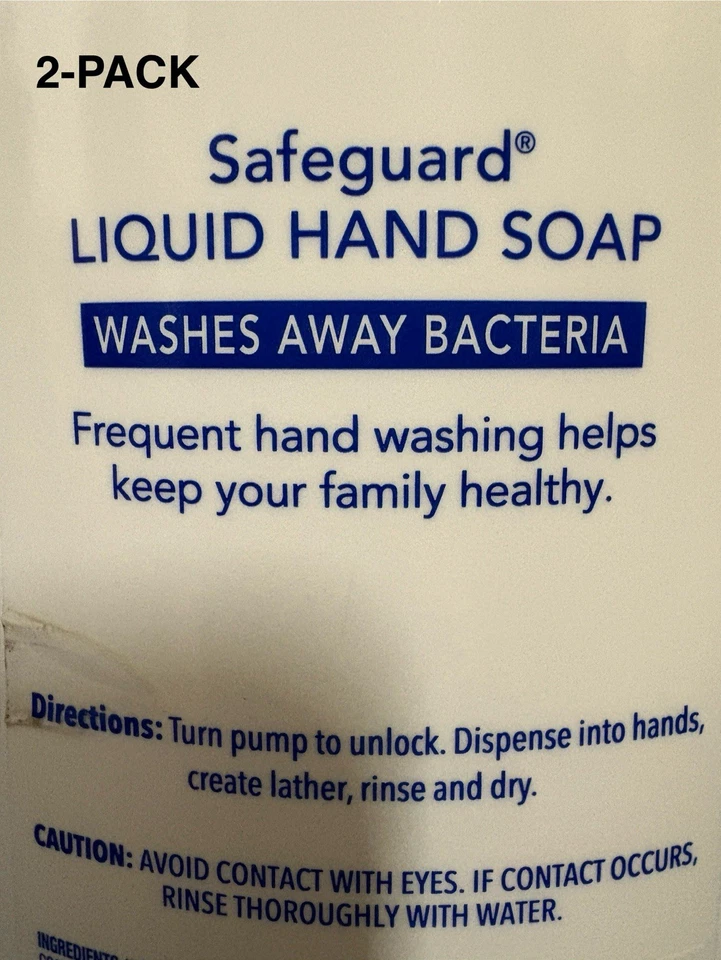 2-PACK
Safeguard®
LIQUID HAND SOAP
WASHES AWAY BACTERIA
Frequent hand washing helps
keep your family healthy.
Directions: Turn pump to unlock. Dispense into hands,
create lather, rinse and dry.
CAUTION: AVOID CONTACT WITH EYES. IF CONTACT OCCURS,
RINSE THOROUGHLY WITH WATER.